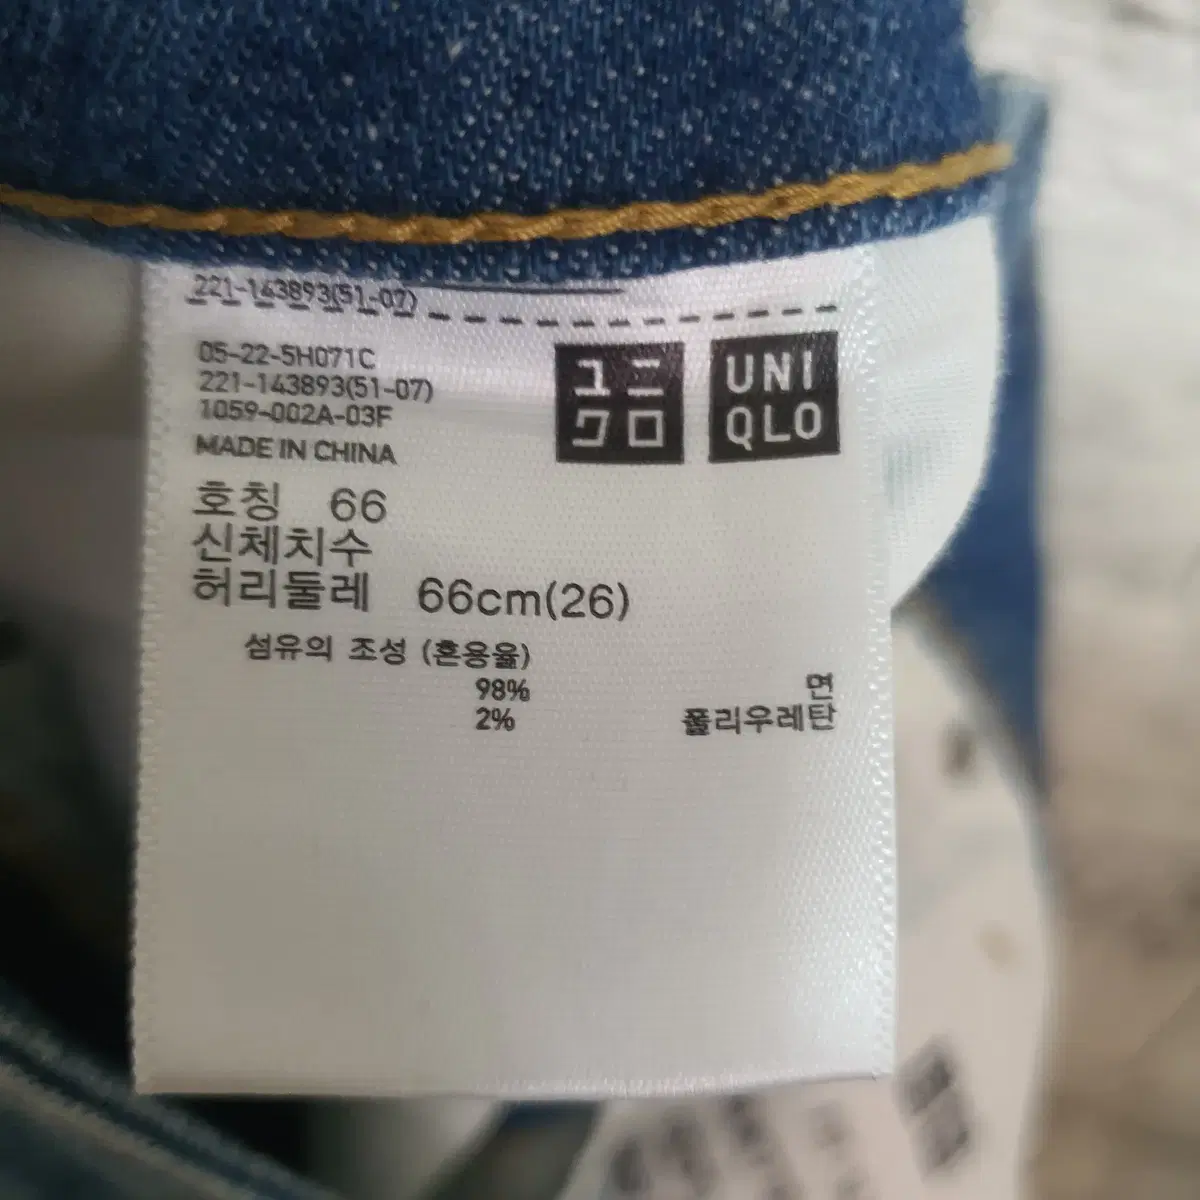 221-143893(51-07)
05-22-5H071C
221-143893(51-07)
1059-002A-03F
MADE IN CHINA
ユニ
クロ
UNI
QLO
호칭 66
신체치수
허리둘레 66cm(26)
섬유의 조성 (혼용율)
98% 면
2% 폴리우레탄